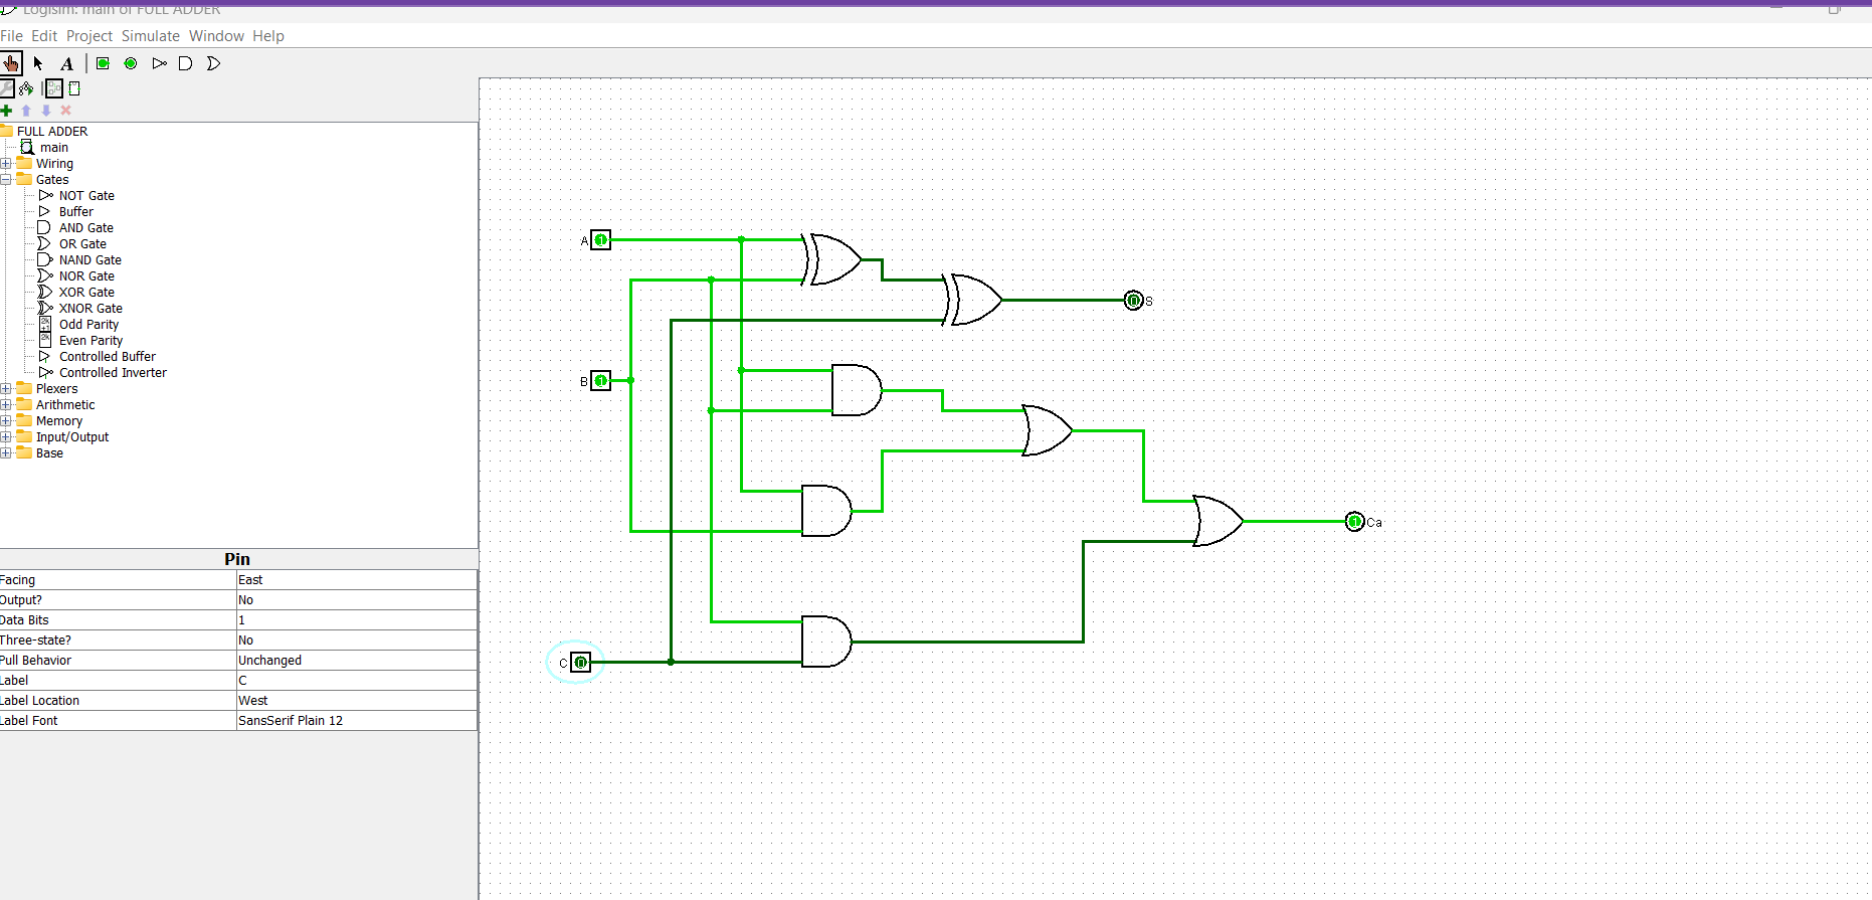 Logisim: main of FULL ADDER
File Edit Project Simulate Window Help
A
FULL ADDER
main
Wiring
Gates
NOT Gate
Buffer
AND Gate
OR Gate
NAND Gate
NOR Gate
XOR Gate
XNOR Gate
Odd Parity
Even Parity
Controlled Buffer
Controlled Inverter
Plexers
Arithmetic
Memory
Input/Output
Base
Pin
Facing East
Output? No
Data Bits 1
Three-state? No
Pull Behavior Unchanged
Label C
Label Location West
Label Font SansSerif Plain 12
A 1
0 S
B 1
1 Ca
C 0